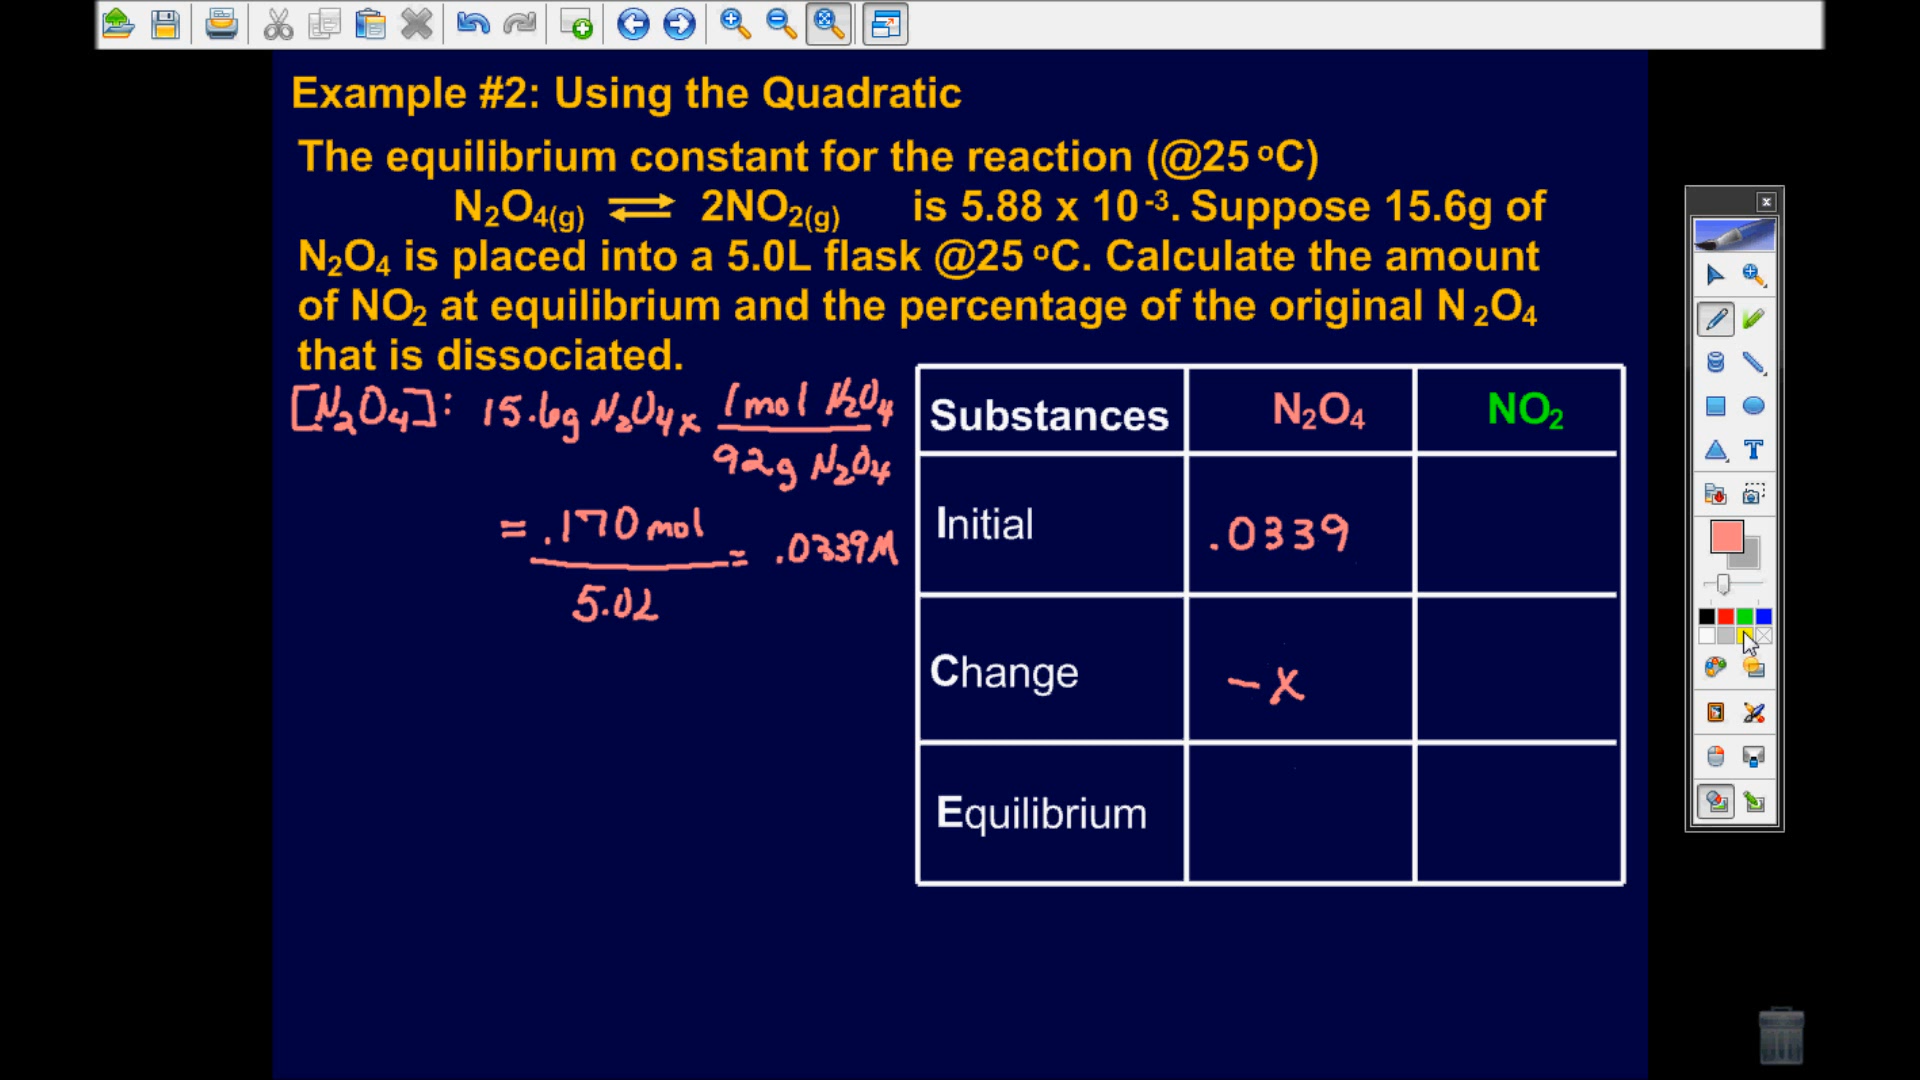 Example #2: Using the Quadratic
The equilibrium constant for the reaction (@25 °C)
N₂O₄(g) ⇌ 2NO₂(g) is 5.88 x 10⁻³. Suppose 15.6g of
N₂O₄ is placed into a 5.0L flask @25 °C. Calculate the amount
of NO₂ at equilibrium and the percentage of the original N₂O₄
that is dissociated.
[N₂O₄]: 15.6g N₂O₄ x 1 mol N₂O₄
92g N₂O₄
= .170 mol = .0339M
5.0L
Substances N₂O₄ NO₂
Initial .0339
Change -x
Equilibrium